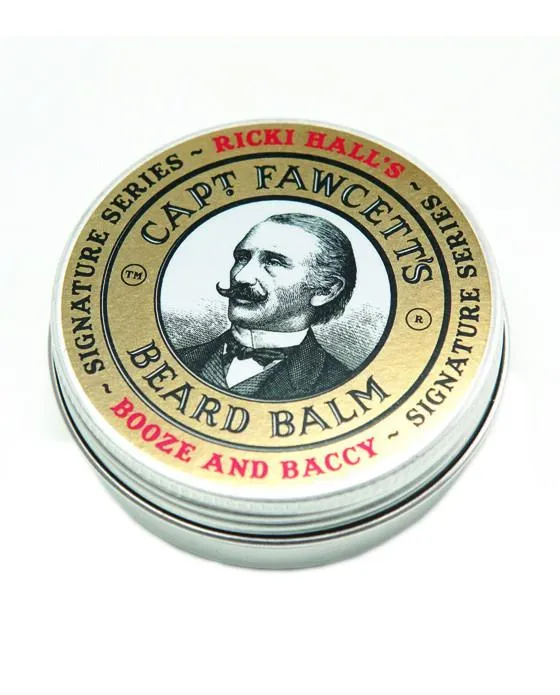 ~ SIGNATURE SERIES ~ RICKI HALL'S ~ SIGNATURE SERIES ~
CAPT FAWCETT'S
TM
R
BEARD BALM
BOOZE AND BACCY